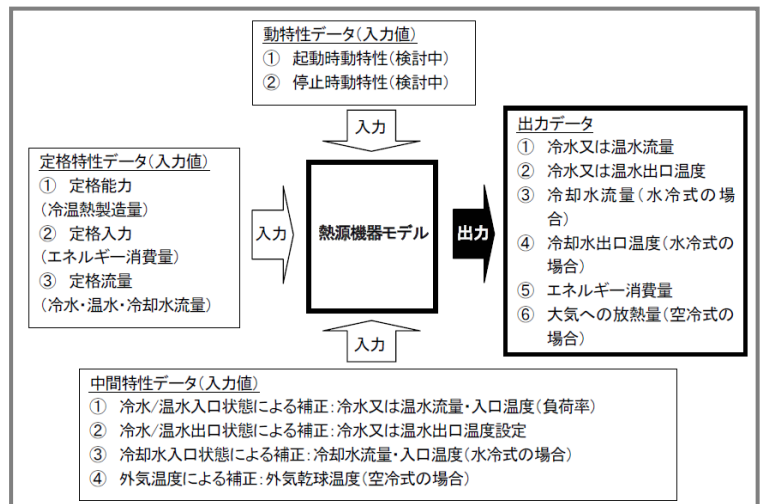 動特性データ(入力値)
① 起動時動特性(検討中)
② 停止時動特性(検討中)
入力
定格特性データ(入力値)
① 定格能力
(冷温熱製造量)
② 定格入力
(エネルギー消費量)
③ 定格流量
(冷水・温水・冷却水流量)
入力
熱源機器モデル
出力
出力データ
① 冷水又は温水流量
② 冷水又は温水出口温度
③ 冷却水流量(水冷式の場
合)
④ 冷却水出口温度(水冷式の
場合)
⑤ エネルギー消費量
⑥ 大気への放熱量(空冷式の
場合)
入力
中間特性データ(入力値)
① 冷水/温水入口状態による補正:冷水又は温水流量・入口温度(負荷率)
② 冷水/温水出口状態による補正:冷水又は温水出口温度設定
③ 冷却水入口状態による補正:冷却水流量・入口温度(水冷式の場合)
④ 外気温度による補正:外気乾球温度(空冷式の場合)